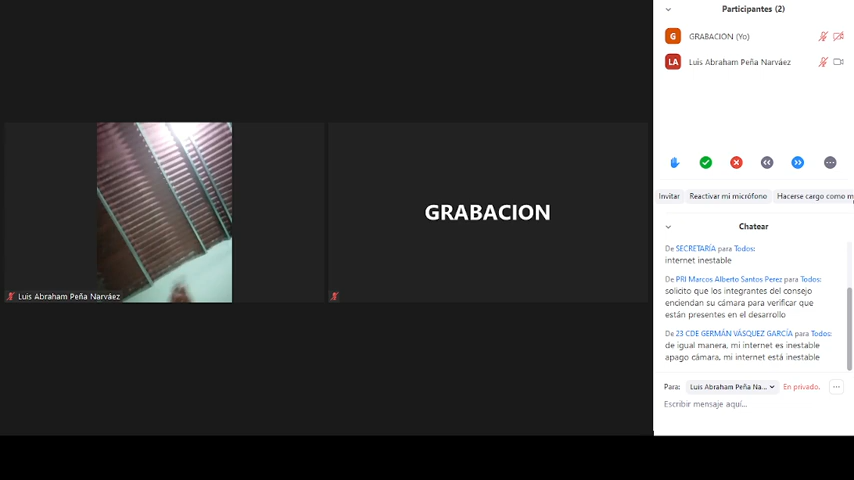 Participantes (2)
G GRABACION (Yo)
LA Luis Abraham Peña Narváez
Invitar Reactivar mi micrófono Hacerse cargo como m
Chatear
De SECRETARÍA para Todos:
internet inestable
De PRI Marcos Alberto Santos Perez para Todos:
solicito que los integrantes del consejo
enciendan su cámara para verificar que
están presentes en el desarrollo
De 23 CDE GERMÁN VÁSQUEZ GARCÍA para Todos:
de igual manera, mi internet es inestable
apago cámara, mi internet está inestable
Para: Luis Abraham Peña Na... En privado.
Escribir mensaje aquí...
GRABACION
Luis Abraham Peña Narváez